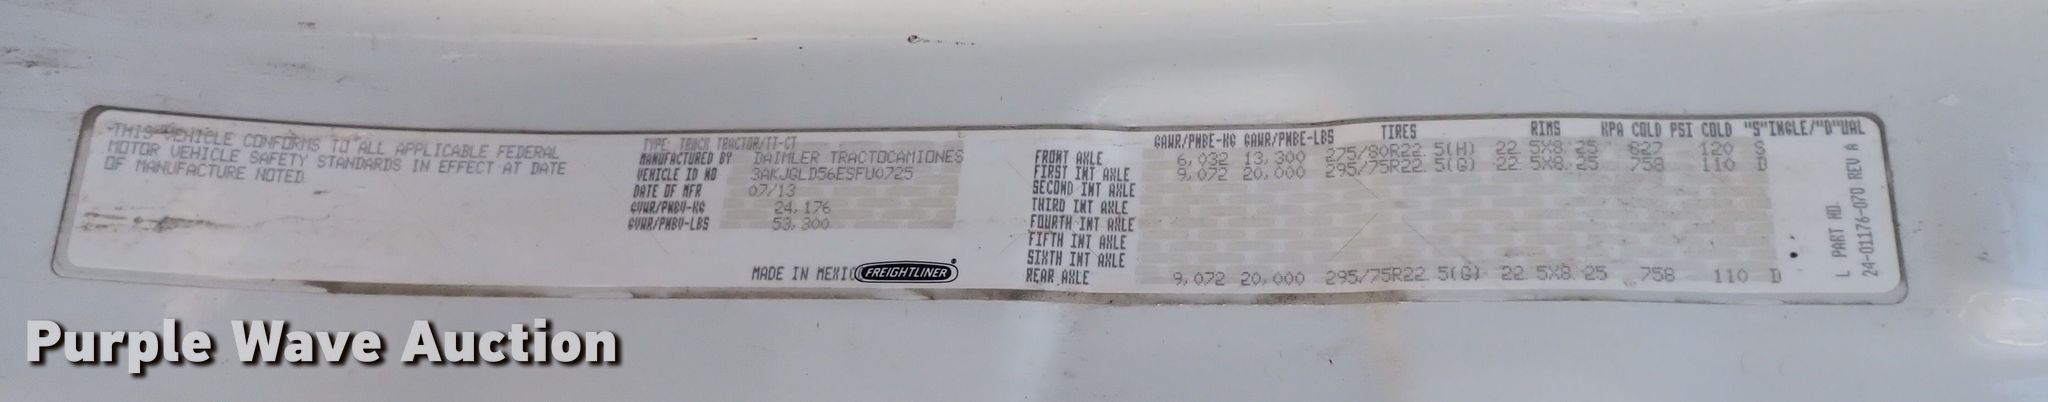 THIS VEHICLE CONFORMS TO ALL APPLICABLE FEDERAL
MOTOR VEHICLE SAFETY STANDARDS IN EFFECT AT DATE
OF MANUFACTURE NOTED
TYPE: TRUCK TRACTOR/TT-CT
MANUFACTURED BY DAIMLER TRACTOCAMIONES
VEHICLE ID NO 3AKJGLD56ESFU0725
DATE OF MFR 07/13
GVWR/PNBV-KG 24,176
GVWR/PNBV-LBS 53,300
MADE IN MEXICO
FREIGHTLINER
GAWR/PNBE-KG GAWR/PNBE-LBS TIRES RIMS KPA COLD PSI COLD "S"INGLE/"D"UAL
FRONT AXLE 6,032 13,300 275/80R22.5(H) 22.5X8.25 827 120 S
FIRST INT AXLE 9,072 20,000 295/75R22.5(G) 22.5X8.25 758 110 D
SECOND INT AXLE
THIRD INT AXLE
FOURTH INT AXLE
FIFTH INT AXLE
SIXTH INT AXLE
REAR AXLE 9,072 20,000 295/75R22.5(G) 22.5X8.25 758 110 D
L PART NO.
24-01176-070 REV A
Purple Wave Auction